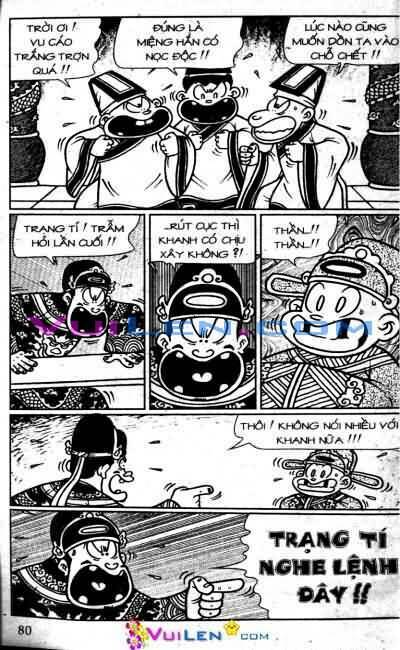 TRỜI ƠI !
VU CÁO
TRẮNG TRỢN
QUÁ !!
ĐÚNG LÀ
MIỆNG HẮN CÓ
NỌC ĐỘC !!
LÚC NÀO CŨNG
MUỐN DỒN TA VÀO
CHỖ CHẾT !!
TRẠNG TÍ ! TRẪM
HỎI LẦN CUỐI !!
...RÚT CỤC THÌ
KHANH CÓ CHỊU
XÂY KHÔNG ?!
THẦN...!!
THẦN...!!
VUILEN.COM
THÔI ! KHÔNG NÓI NHIỀU VỚI
KHANH NỮA !!!
TRẠNG TÍ
NGHE LỆNH
ĐÂY !!
80
VUILEN.COM